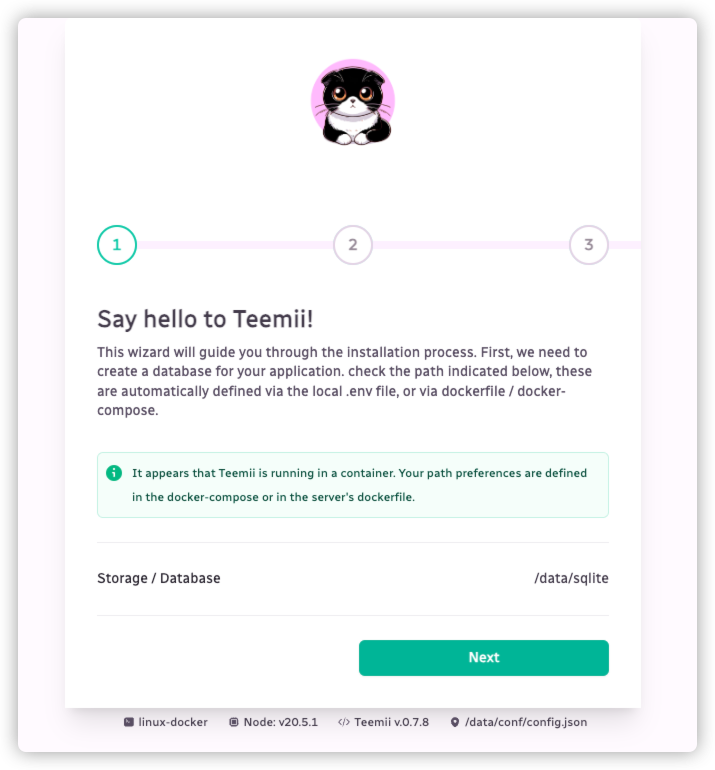 1
2
3
Say hello to Teemii!
This wizard will guide you through the installation process. First, we need to
create a database for your application. check the path indicated below, these
are automatically defined via the local .env file, or via dockerfile / docker-
compose.
It appears that Teemii is running in a container. Your path preferences are defined
in the docker-compose or in the server's dockerfile.
Storage / Database /data/sqlite
Next
linux-docker Node: v20.5.1 Teemii v.0.7.8 /data/conf/config.json